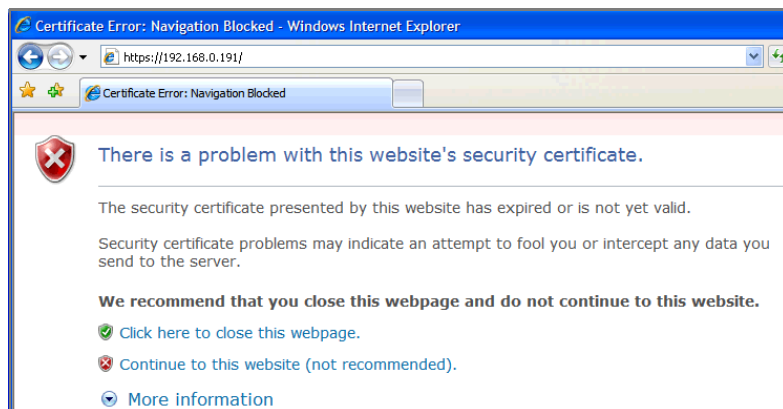 Certificate Error: Navigation Blocked - Windows Internet Explorer
https://192.168.0.191/
Certificate Error: Navigation Blocked
There is a problem with this website's security certificate.
The security certificate presented by this website has expired or is not yet valid.
Security certificate problems may indicate an attempt to fool you or intercept any data you
send to the server.
We recommend that you close this webpage and do not continue to this website.
Click here to close this webpage.
Continue to this website (not recommended).
More information